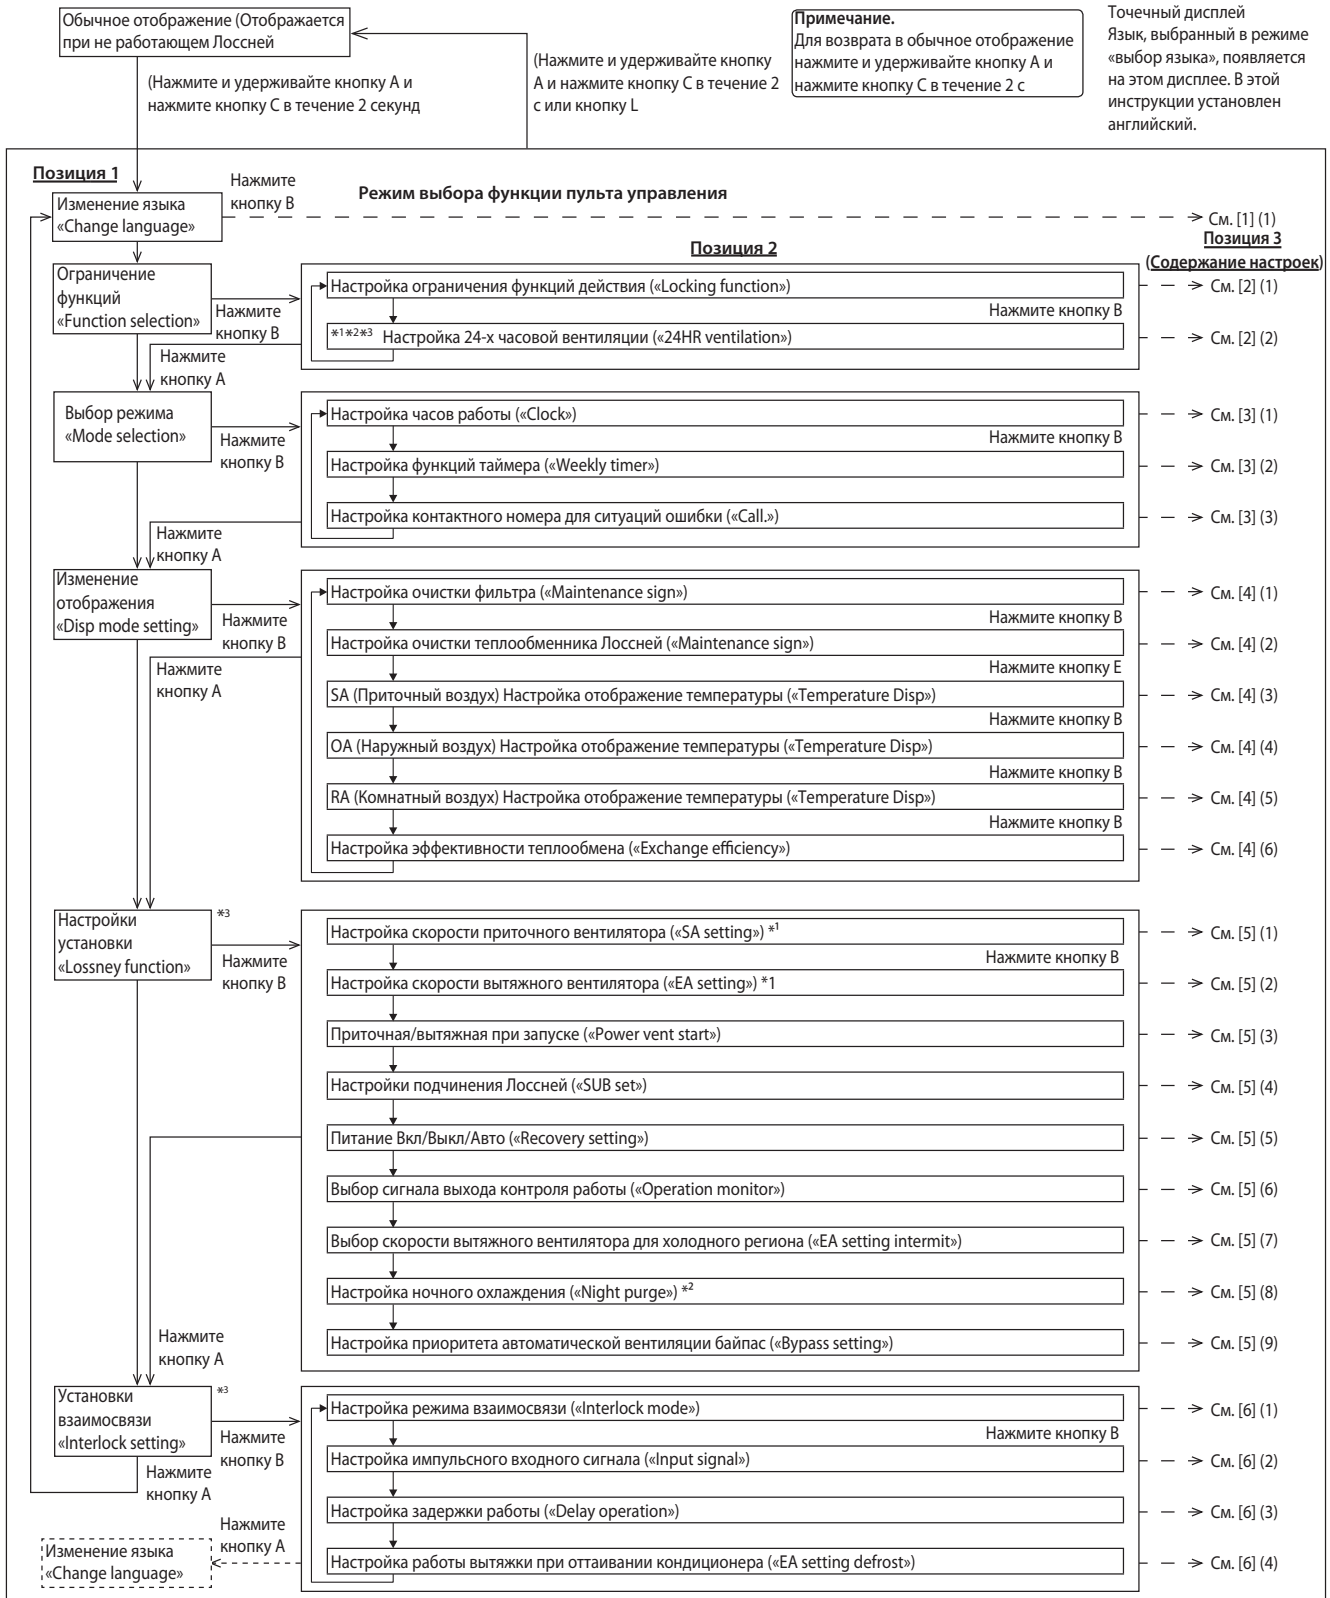 Обычное отображение (Отображается
при не работающем Лоссней
(Нажмите и удерживайте кнопку А и
нажмите кнопку С в течение 2 секунд
(Нажмите и удерживайте кнопку
А и нажмите кнопку С в течение 2
с или кнопку L
Примечание.
Для возврата в обычное отображение
нажмите и удерживайте кнопку А и
нажмите кнопку С в течение 2 с
Точечный дисплей
Язык, выбранный в режиме
«выбор языка», появляется
на этом дисплее. В этой
инструкции установлен
английский.
Позиция 1
Режим выбора функции пульта управления
Изменение языка
«Change language»
Нажмите
кнопку В
См. [1] (1)
Позиция 2
Позиция 3
(Содержание настроек)
Ограничение
функций
«Function selection»
Нажмите
кнопку В
Настройка ограничения функций действия («Locking function»)
См. [2] (1)
Нажмите кнопку В
*1*2*3 Настройка 24-х часовой вентиляции («24HR ventilation»)
См. [2] (2)
Нажмите
кнопку А
Выбор режима
«Mode selection»
Нажмите
кнопку В
Настройка часов работы («Clock»)
См. [3] (1)
Нажмите кнопку В
Настройка функций таймера («Weekly timer»)
См. [3] (2)
Настройка контактного номера для ситуаций ошибки («Call.»)
См. [3] (3)
Нажмите
кнопку А
Изменение
отображения
«Disp mode setting»
Нажмите
кнопку В
Настройка очистки фильтра («Maintenance sign»)
См. [4] (1)
Нажмите кнопку В
Настройка очистки теплообменника Лоссней («Maintenance sign»)
См. [4] (2)
Нажмите кнопку Е
SA (Приточный воздух) Настройка отображение температуры («Temperature Disp»)
См. [4] (3)
Нажмите кнопку В
OA (Наружный воздух) Настройка отображение температуры («Temperature Disp»)
См. [4] (4)
Нажмите кнопку В
RA (Комнатный воздух) Настройка отображение температуры («Temperature Disp»)
См. [4] (5)
Нажмите кнопку В
Настройка эффективности теплообмена («Exchange efficiency»)
См. [4] (6)
Нажмите
кнопку А
Настройки
установки
«Lossney function»
*3
Нажмите
кнопку В
Настройка скорости приточного вентилятора («SA setting») *1
См. [5] (1)
Нажмите кнопку В
Настройка скорости вытяжного вентилятора («EA setting») *1
См. [5] (2)
Приточная/вытяжная при запуске («Power vent start»)
См. [5] (3)
Настройки подчинения Лоссней («SUB set»)
См. [5] (4)
Питание Вкл/Выкл/Авто («Recovery setting»)
См. [5] (5)
Выбор сигнала выхода контроля работы («Operation monitor»)
См. [5] (6)
Выбор скорости вытяжного вентилятора для холодного региона («EA setting intermit»)
См. [5] (7)
Настройка ночного охлаждения («Night purge») *2
См. [5] (8)
Настройка приоритета автоматической вентиляции байпас («Bypass setting»)
См. [5] (9)
Нажмите
кнопку А
Установки
взаимосвязи
«Interlock setting»
*3
Нажмите
кнопку В
Настройка режима взаимосвязи («Interlock mode»)
См. [6] (1)
Нажмите кнопку В
Настройка импульсного входного сигнала («Input signal»)
См. [6] (2)
Нажмите
кнопку А
Настройка задержки работы («Delay operation»)
См. [6] (3)
Нажмите
кнопку А
Настройка работы вытяжки при оттаивании кондиционера («EA setting defrost»)
См. [6] (4)
Изменение языка
«Change language»